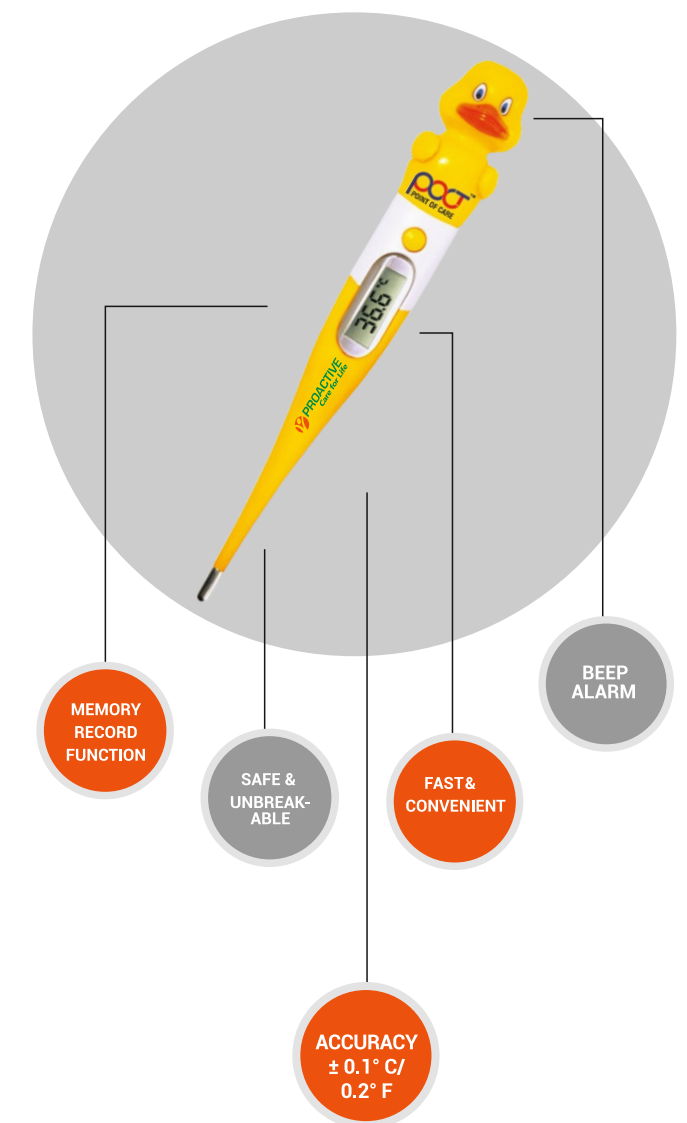 POCT™
POINT OF CARE
36.6 °C
PROACTIVE
Care for Life
BEEP
ALARM
MEMORY
RECORD
FUNCTION
SAFE &
UNBREAK-
ABLE
FAST&
CONVENIENT
ACCURACY
± 0.1° C/
0.2° F